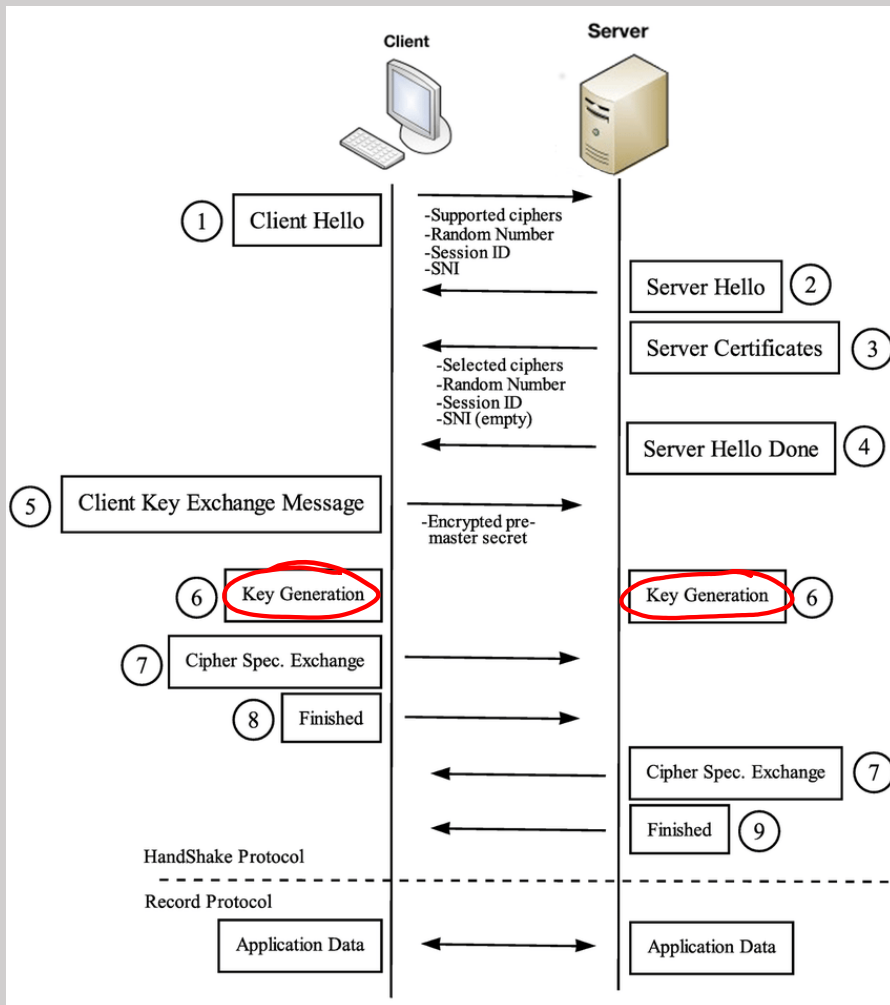 Client
Server
1
Client Hello
-Supported ciphers
-Random Number
-Session ID
-SNI
Server Hello
2
Server Certificates
3
-Selected ciphers
-Random Number
-Session ID
-SNI (empty)
Server Hello Done
4
5
Client Key Exchange Message
-Encrypted pre-
master secret
6
Key Generation
Key Generation
6
7
Cipher Spec. Exchange
8
Finished
Cipher Spec. Exchange
7
Finished
9
HandShake Protocol
Record Protocol
Application Data
Application Data